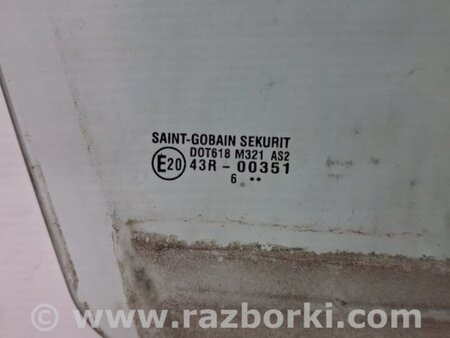 SAINT-GOBAIN SEKURIT
DOT618 M321 AS2
E20 43R - 00351
6 ••
© www.razborki.com